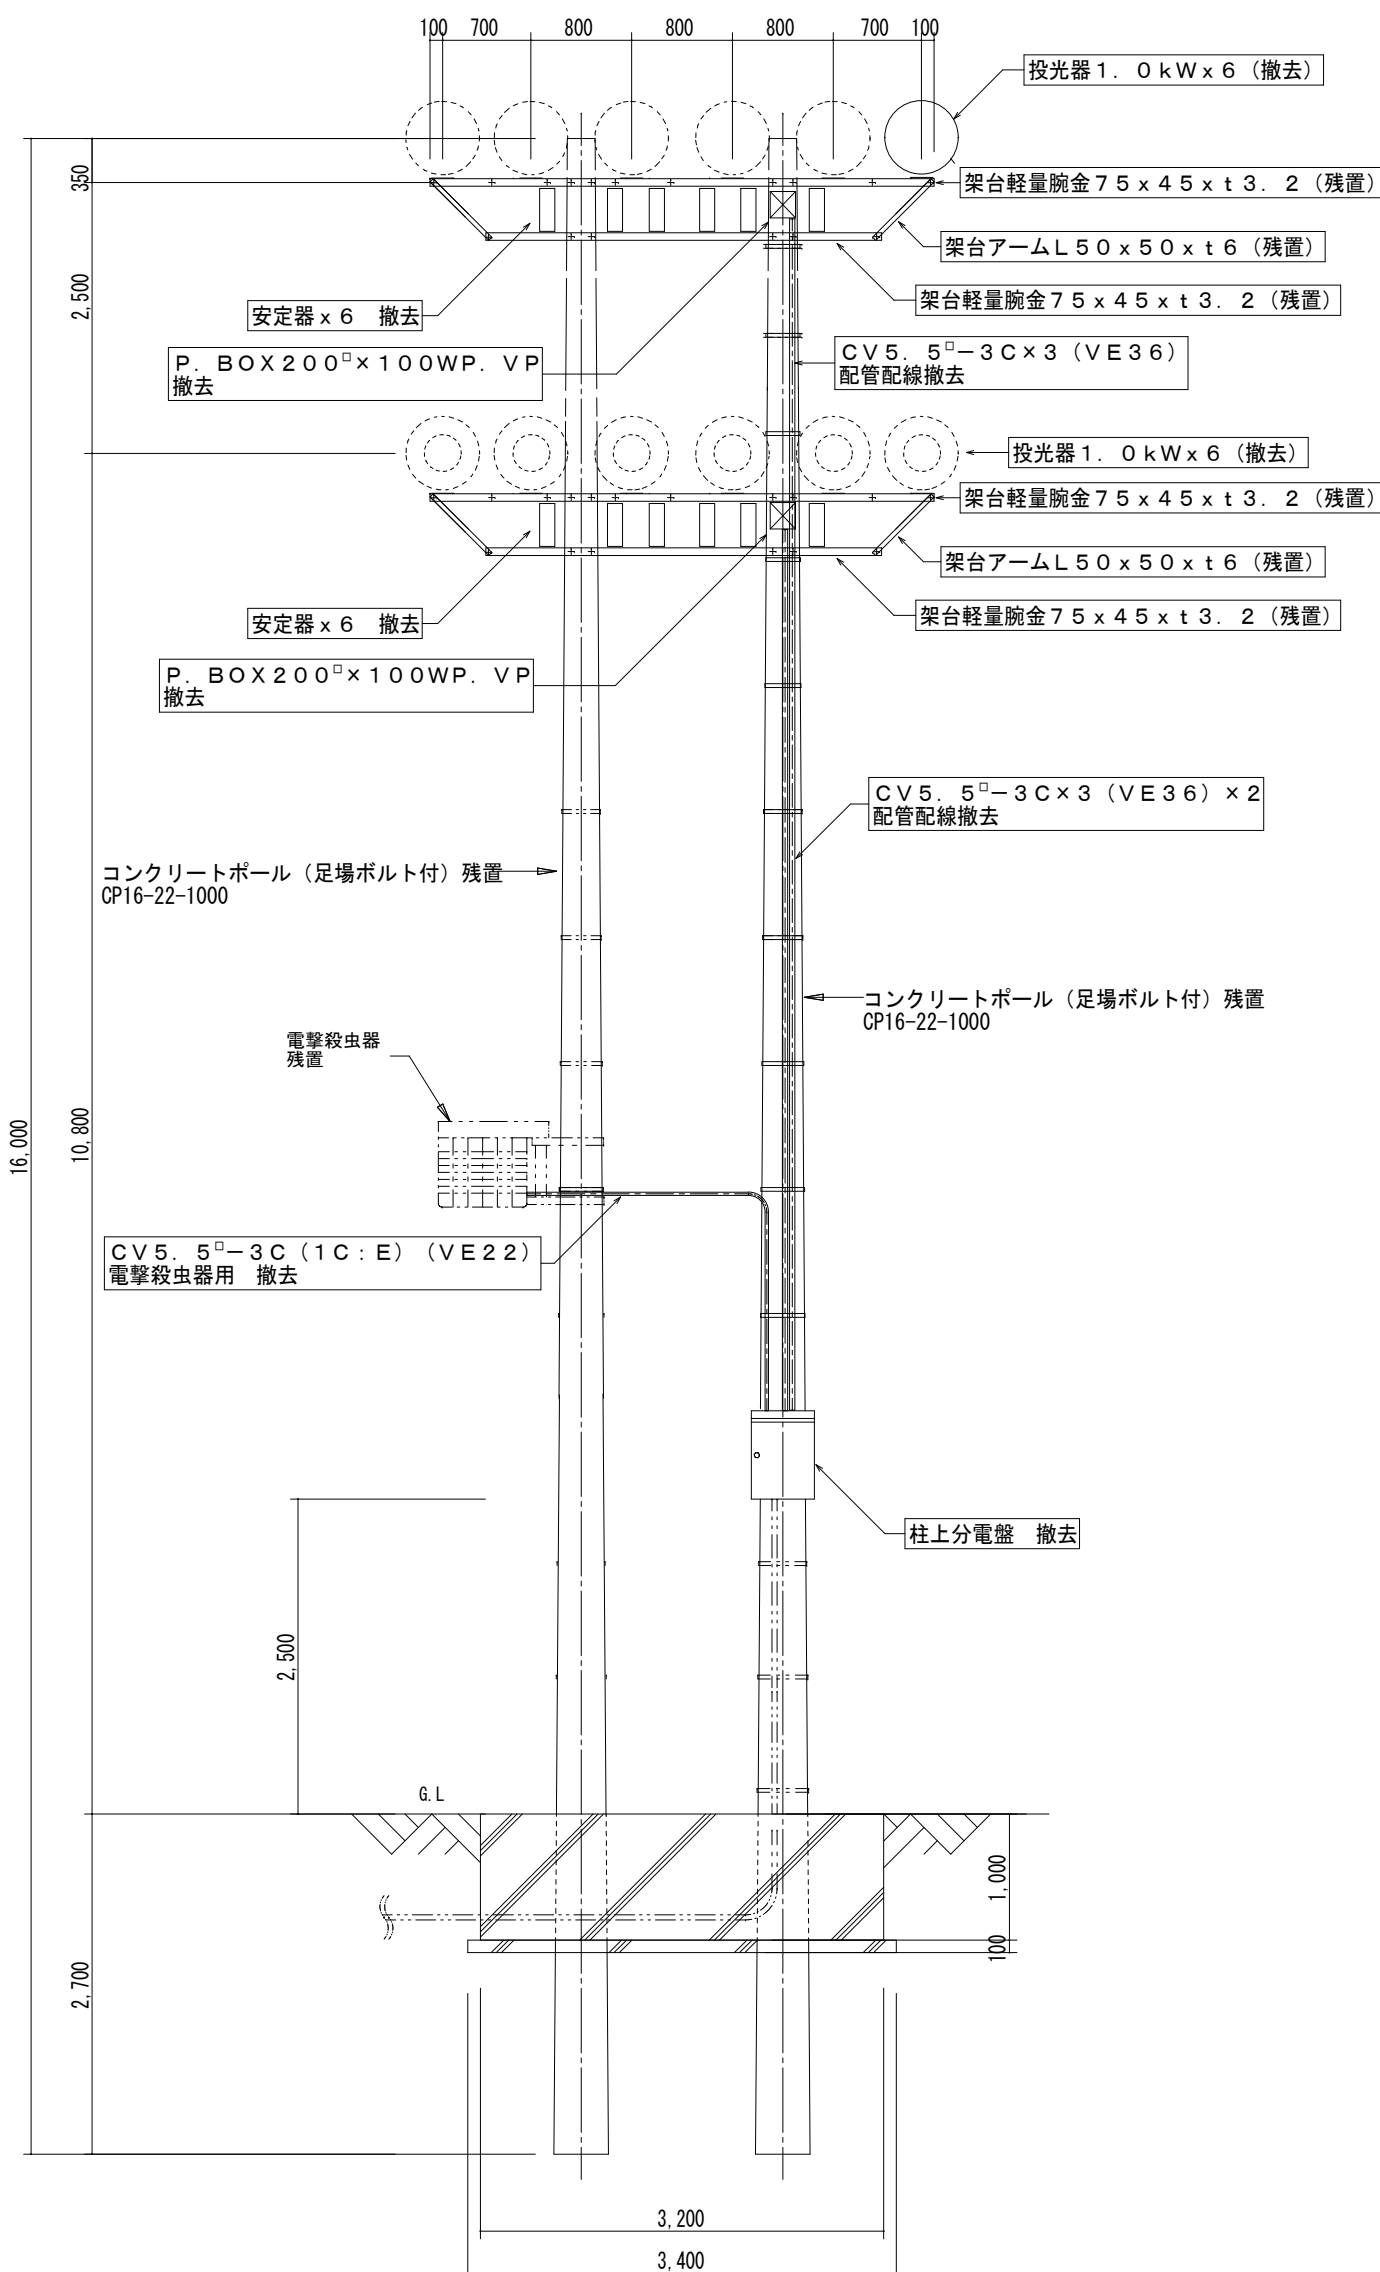 100 700 800 800 800 700 100
投光器1．0kWx6（撤去）
350
架台軽量腕金75x45xt3．2（残置）
架台アームL50x50xt6（残置）
2,500
架台軽量腕金75x45xt3．2（残置）
安定器x6　撤去
P．BOX200□×100WP．VP
撤去
CV5．5□－3C×3（VE36）
配管配線撤去
投光器1．0kWx6（撤去）
架台軽量腕金75x45xt3．2（残置）
架台アームL50x50xt6（残置）
架台軽量腕金75x45xt3．2（残置）
安定器x6　撤去
P．BOX200□×100WP．VP
撤去
CV5．5□－3C×3（VE36）×2
配管配線撤去
コンクリートポール（足場ボルト付）残置
CP16-22-1000
コンクリートポール（足場ボルト付）残置
CP16-22-1000
電撃殺虫器
残置
16,000
10,800
CV5．5□－3C（1C：E）（VE22）
電撃殺虫器用　撤去
柱上分電盤　撤去
2,500
G.L
1,000
100
2,700
3,200
3,400